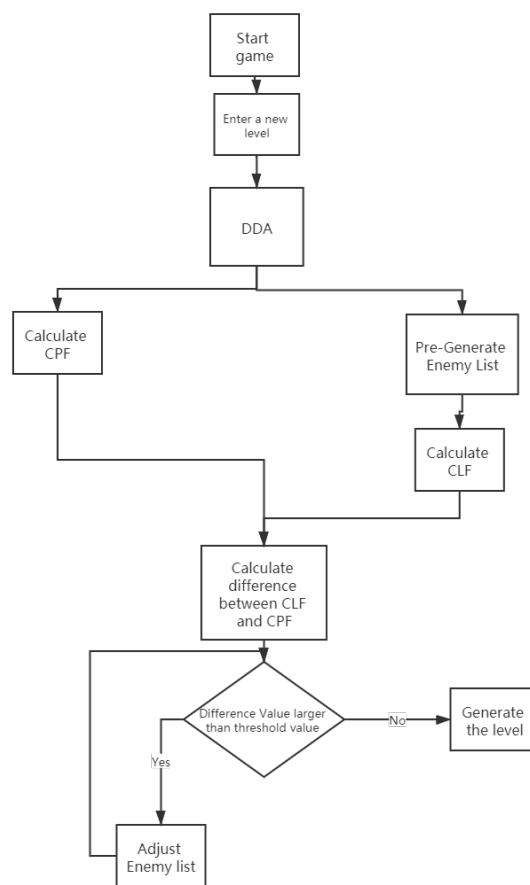 Start
game
Enter a new
level
DDA
Calculate
CPF
Pre-Generate
Enemy List
Calculate
CLF
Calculate
difference
between CLF
and CPF
Difference Value larger
than threshold value
No
Generate
the level
Yes
Adjust
Enemy list